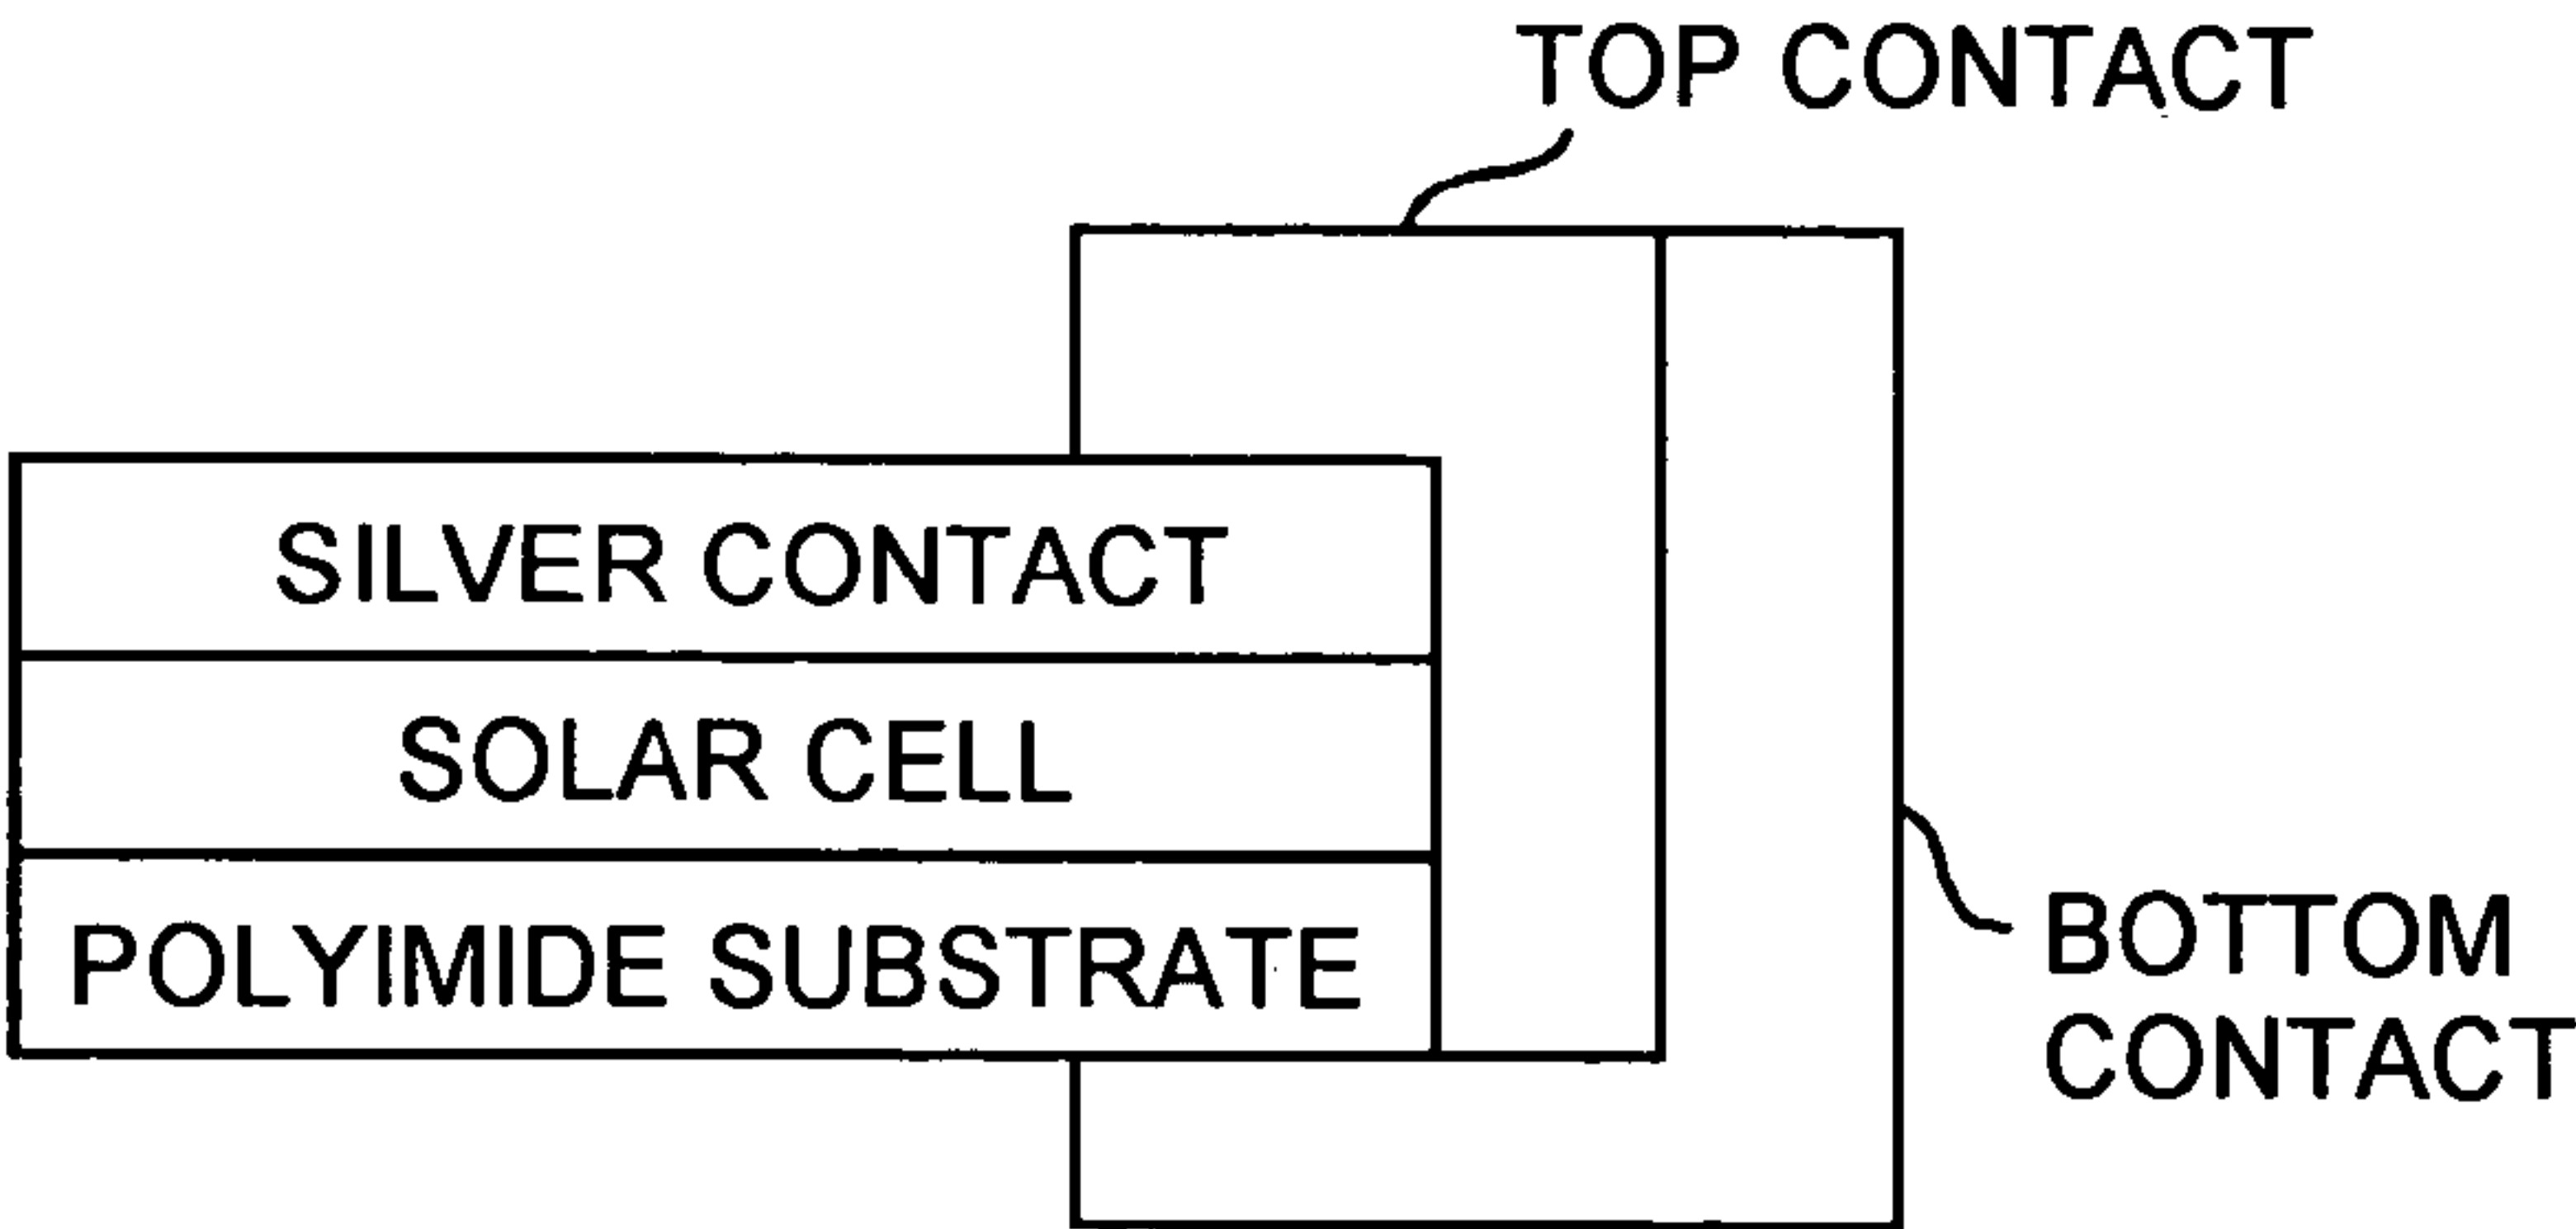 TOP CONTACT
SILVER CONTACT
SOLAR CELL
POLYIMIDE SUBSTRATE
BOTTOM
CONTACT